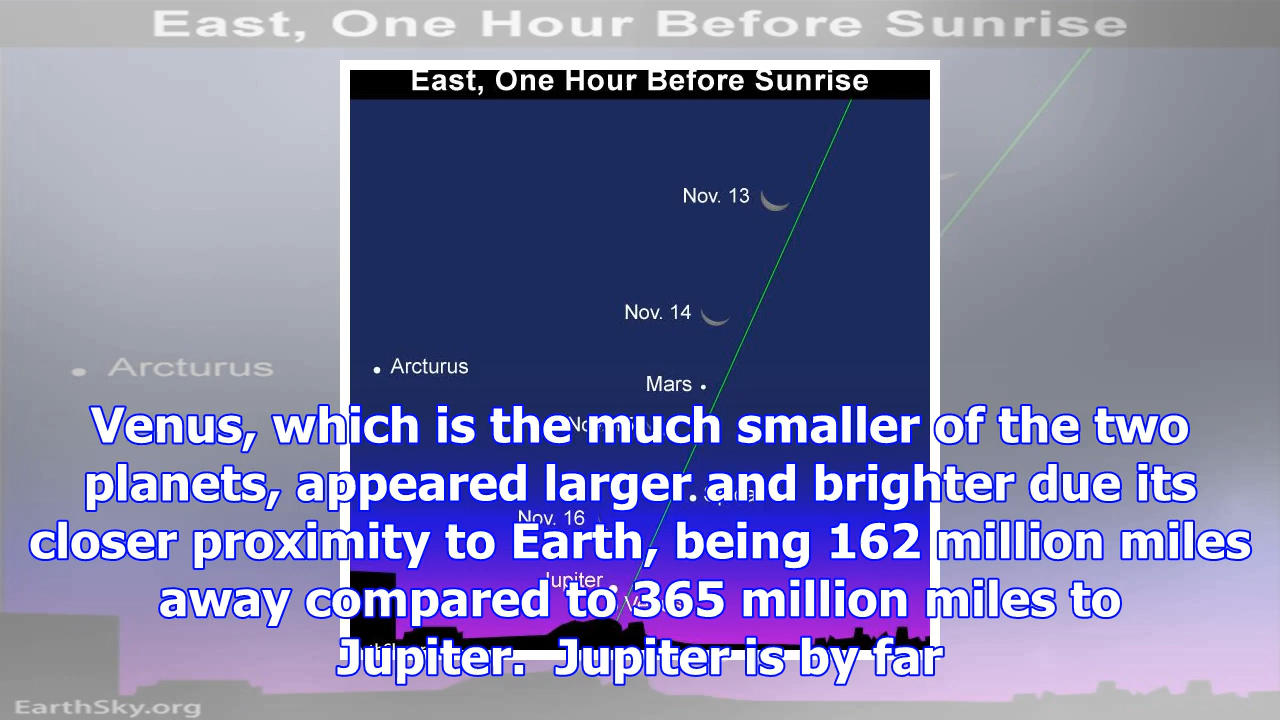 East, One Hour Before Sunrise
East, One Hour Before Sunrise
Nov. 13
Nov. 14
Arcturus
Arcturus
Mars
Venus, which is the much smaller of the two
planets, appeared larger and brighter due its
Nov. 16
closer proximity to Earth, being 162 million miles
Jupiter
away compared to 365 million miles to
Jupiter. Jupiter is by far
EarthSky.org